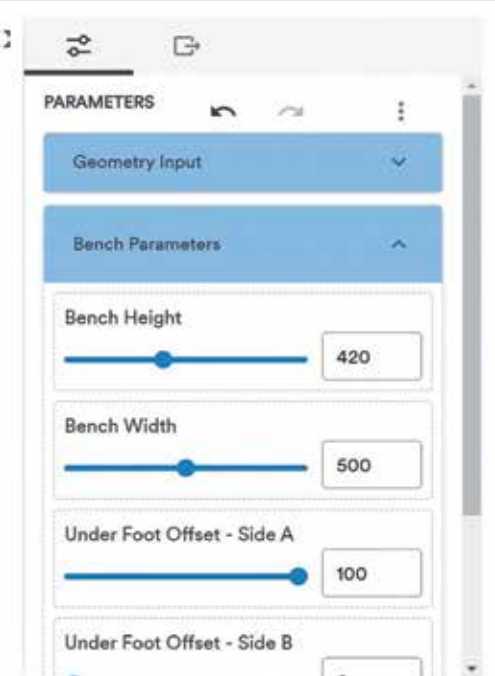 PARAMETERS
Geometry Input
Bench Parameters
Bench Height
420
Bench Width
500
Under Foot Offset - Side A
100
Under Foot Offset - Side B